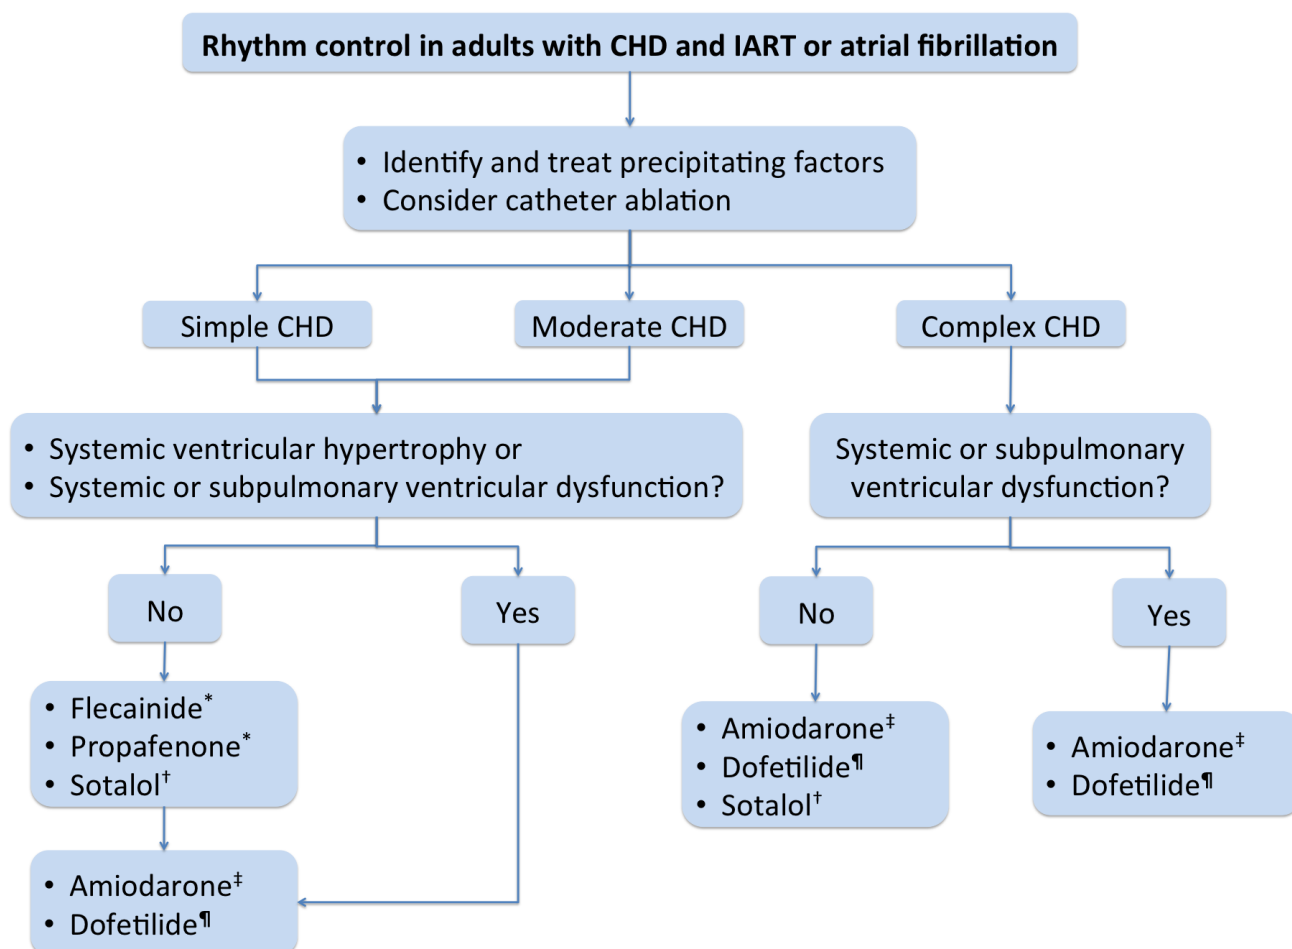 Rhythm control in adults with CHD and IART or atrial fibrillation
• Identify and treat precipitating factors
• Consider catheter ablation
Simple CHD
Moderate CHD
Complex CHD
• Systemic ventricular hypertrophy or
• Systemic or subpulmonary ventricular dysfunction?
Systemic or subpulmonary
ventricular dysfunction?
No
Yes
No
Yes
• Flecainide*
• Propafenone*
• Sotalol†
• Amiodarone‡
• Dofetilide¶
• Amiodarone‡
• Dofetilide¶
• Sotalol†
• Amiodarone‡
• Dofetilide¶